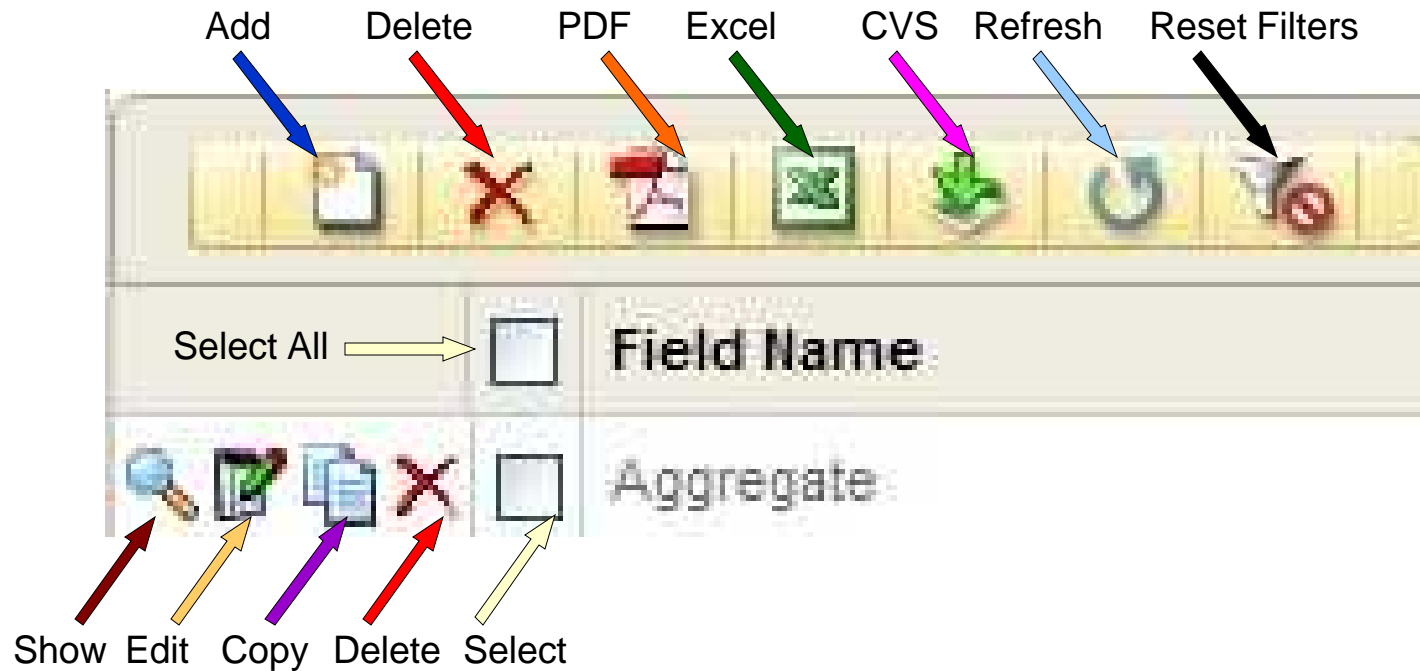 Add Delete PDF Excel CVS Refresh Reset Filters
Select All Field Name
Aggregate
Show Edit Copy Delete Select